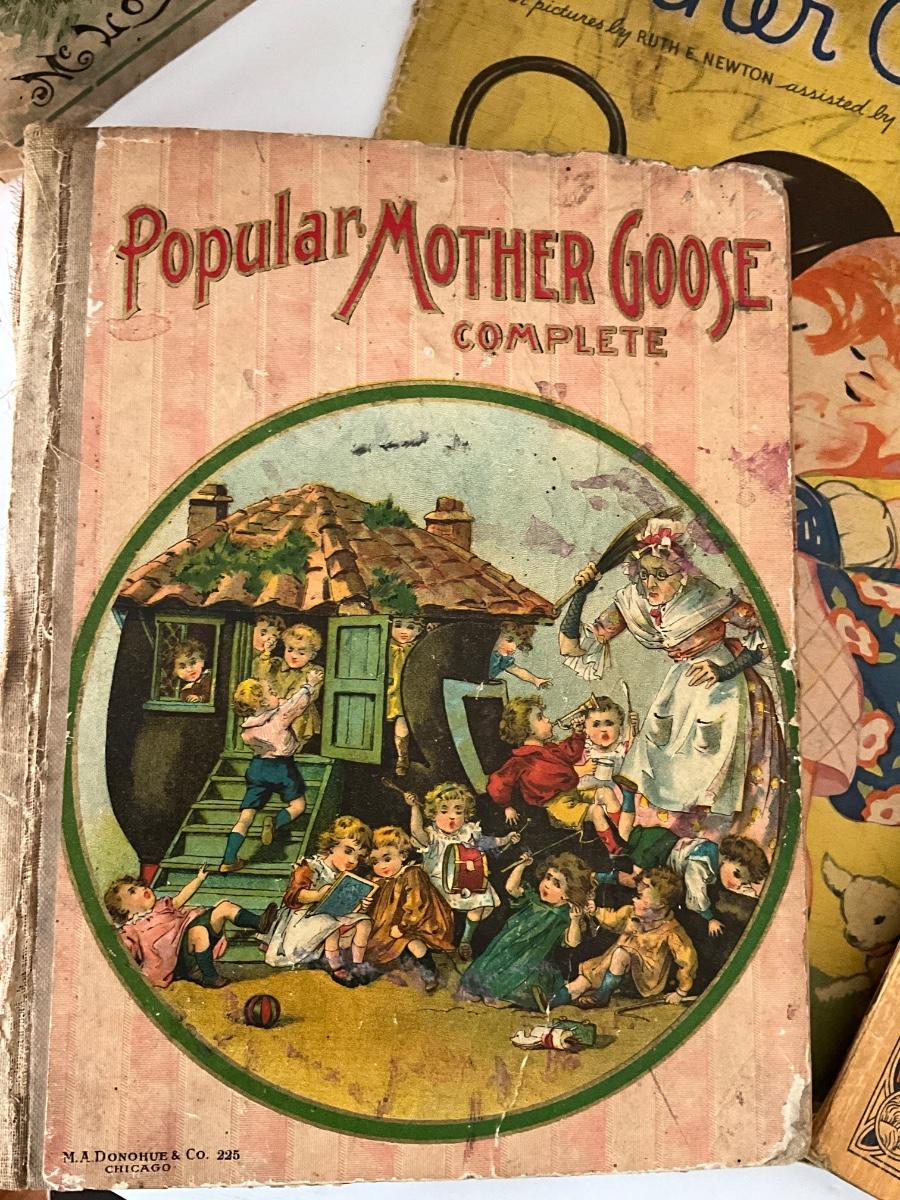 pictures by RUTH E. NEWTON assisted by
Popular MOTHER GOOSE
COMPLETE
M.A. DONOHUE & CO. 225
CHICAGO